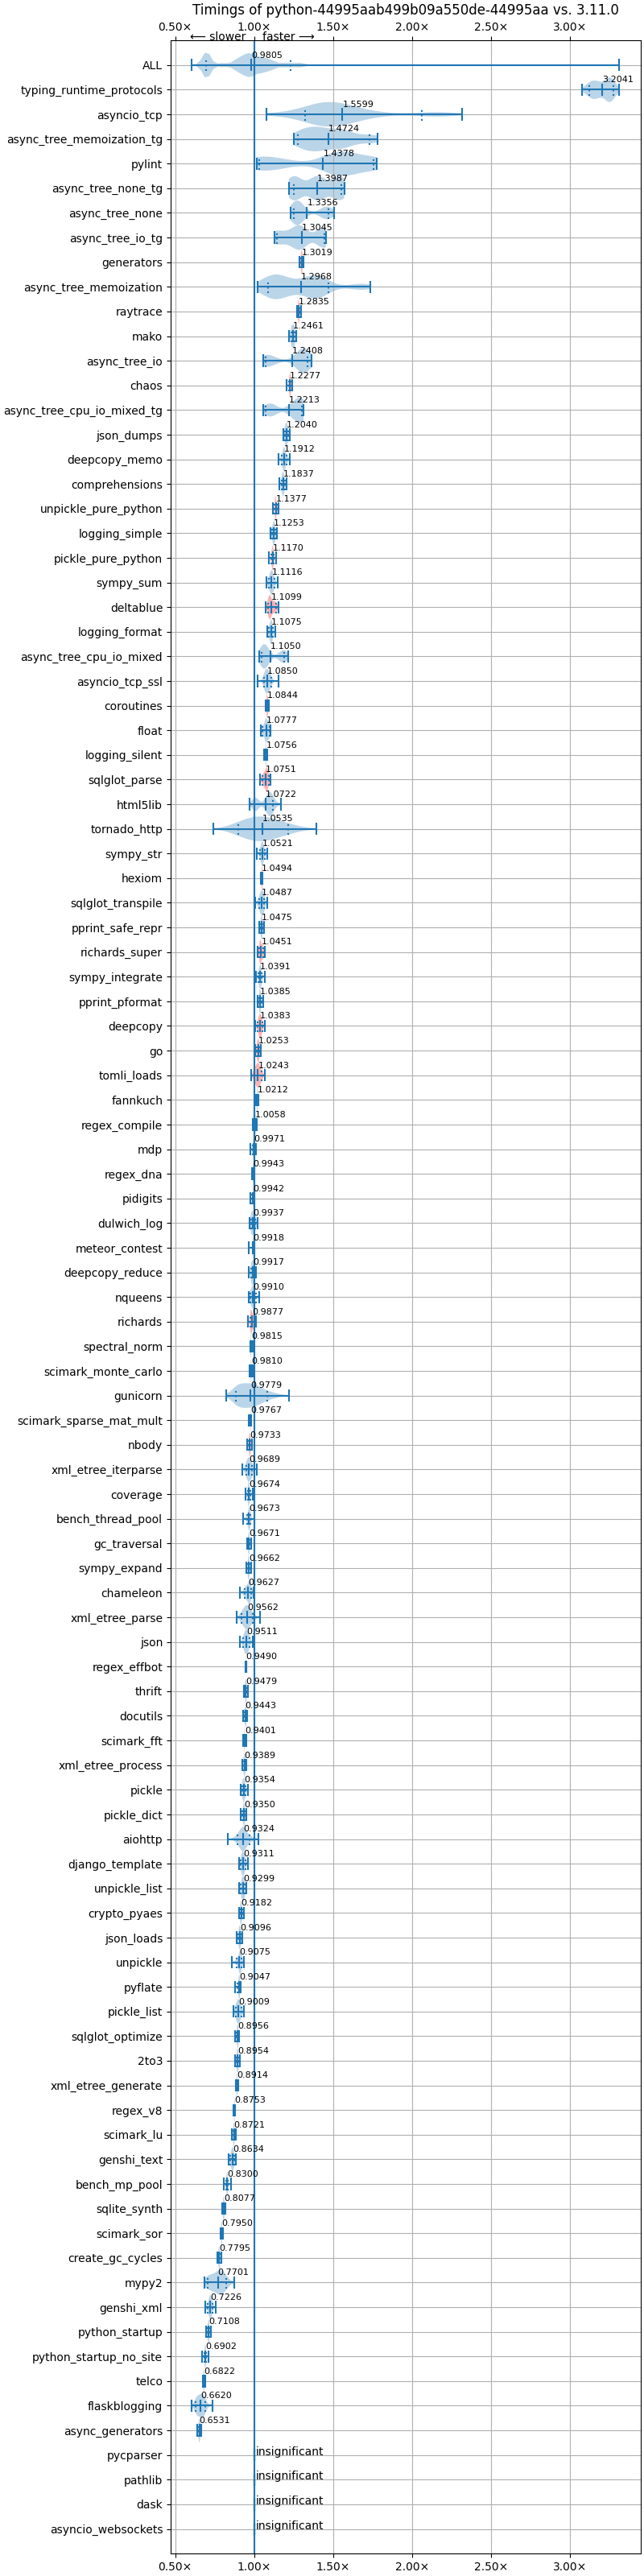 Timings of python-44995aab499b09a550de-44995aa vs. 3.11.0
0.50× 1.00× 1.50× 2.00× 2.50× 3.00×
⟵ slower faster ⟶
ALL 0.9805
typing_runtime_protocols 3.2041
asyncio_tcp 1.5599
async_tree_memoization_tg 1.4724
pylint 1.4378
async_tree_none_tg 1.3987
async_tree_none 1.3356
async_tree_io_tg 1.3045
generators 1.3019
async_tree_memoization 1.2968
raytrace 1.2835
mako 1.2461
async_tree_io 1.2408
chaos 1.2277
async_tree_cpu_io_mixed_tg 1.2213
json_dumps 1.2040
deepcopy_memo 1.1912
comprehensions 1.1837
unpickle_pure_python 1.1377
logging_simple 1.1253
pickle_pure_python 1.1170
sympy_sum 1.1116
deltablue 1.1099
logging_format 1.1075
async_tree_cpu_io_mixed 1.1050
asyncio_tcp_ssl 1.0850
coroutines 1.0844
float 1.0777
logging_silent 1.0756
sqlglot_parse 1.0751
html5lib 1.0722
tornado_http 1.0535
sympy_str 1.0521
hexiom 1.0494
sqlglot_transpile 1.0487
pprint_safe_repr 1.0475
richards_super 1.0451
sympy_integrate 1.0391
pprint_pformat 1.0385
deepcopy 1.0383
go 1.0253
tomli_loads 1.0243
fannkuch 1.0212
regex_compile 1.0058
mdp 0.9971
regex_dna 0.9943
pidigits 0.9942
dulwich_log 0.9937
meteor_contest 0.9918
deepcopy_reduce 0.9917
nqueens 0.9910
richards 0.9877
spectral_norm 0.9815
scimark_monte_carlo 0.9810
gunicorn 0.9779
scimark_sparse_mat_mult 0.9767
nbody 0.9733
xml_etree_iterparse 0.9689
coverage 0.9674
bench_thread_pool 0.9673
gc_traversal 0.9671
sympy_expand 0.9662
chameleon 0.9627
xml_etree_parse 0.9562
json 0.9511
regex_effbot 0.9490
thrift 0.9479
docutils 0.9443
scimark_fft 0.9401
xml_etree_process 0.9389
pickle 0.9354
pickle_dict 0.9350
aiohttp 0.9324
django_template 0.9311
unpickle_list 0.9299
crypto_pyaes 0.9182
json_loads 0.9096
unpickle 0.9075
pyflate 0.9047
pickle_list 0.9009
sqlglot_optimize 0.8956
2to3 0.8954
xml_etree_generate 0.8914
regex_v8 0.8753
scimark_lu 0.8721
genshi_text 0.8634
bench_mp_pool 0.8300
sqlite_synth 0.8077
scimark_sor 0.7950
create_gc_cycles 0.7795
mypy2 0.7701
genshi_xml 0.7226
python_startup 0.7108
python_startup_no_site 0.6902
telco 0.6822
flaskblogging 0.6620
async_generators 0.6531
pycparser insignificant
pathlib insignificant
dask insignificant
asyncio_websockets insignificant
0.50× 1.00× 1.50× 2.00× 2.50× 3.00×